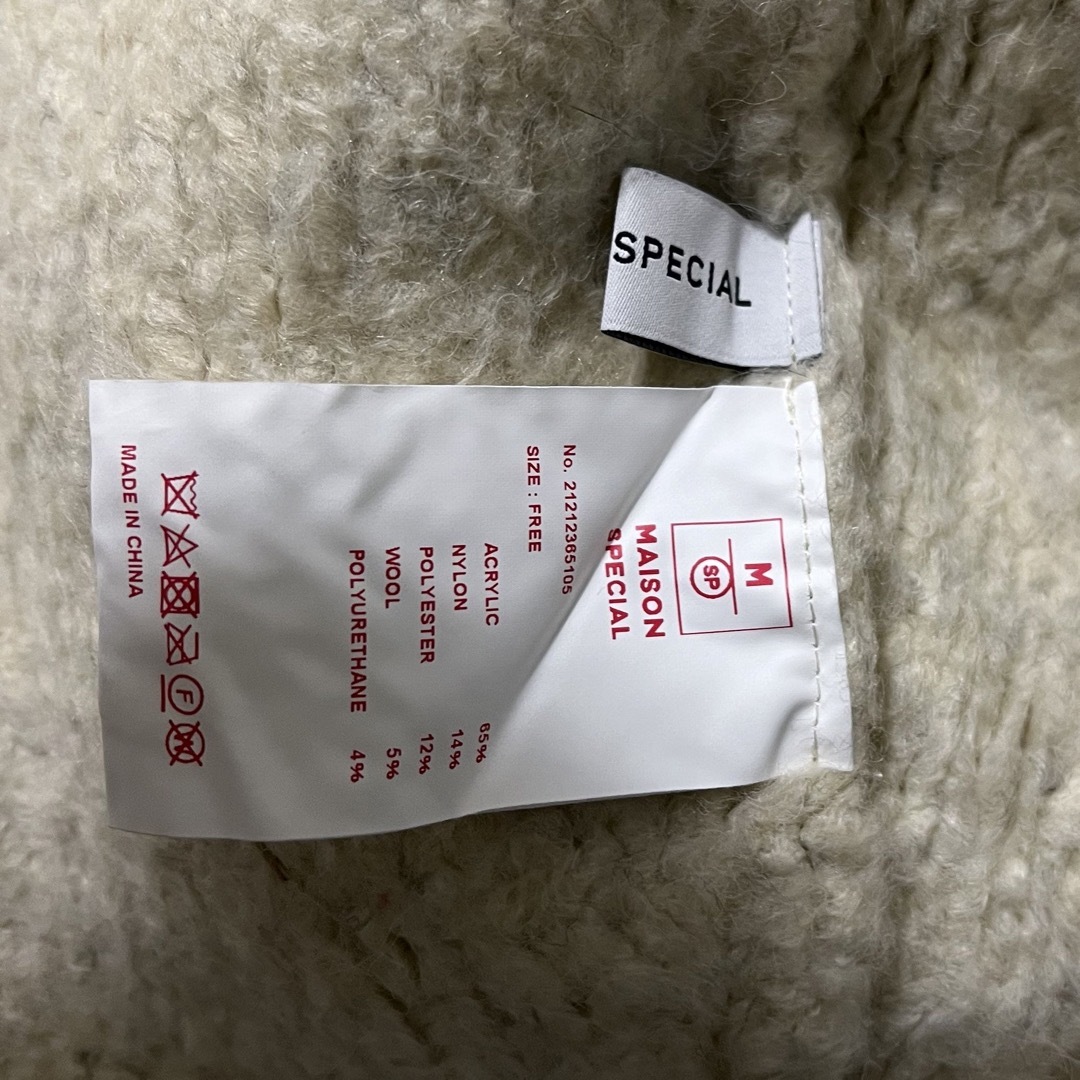 SPECIAL
M
SP
MAISON
SPECIAL
No. 21212365105
SIZE : FREE
ACRYLIC 65%
NYLON 14%
POLYESTER 12%
WOOL 5%
POLYURETHANE 4%
F
W
MADE IN CHINA